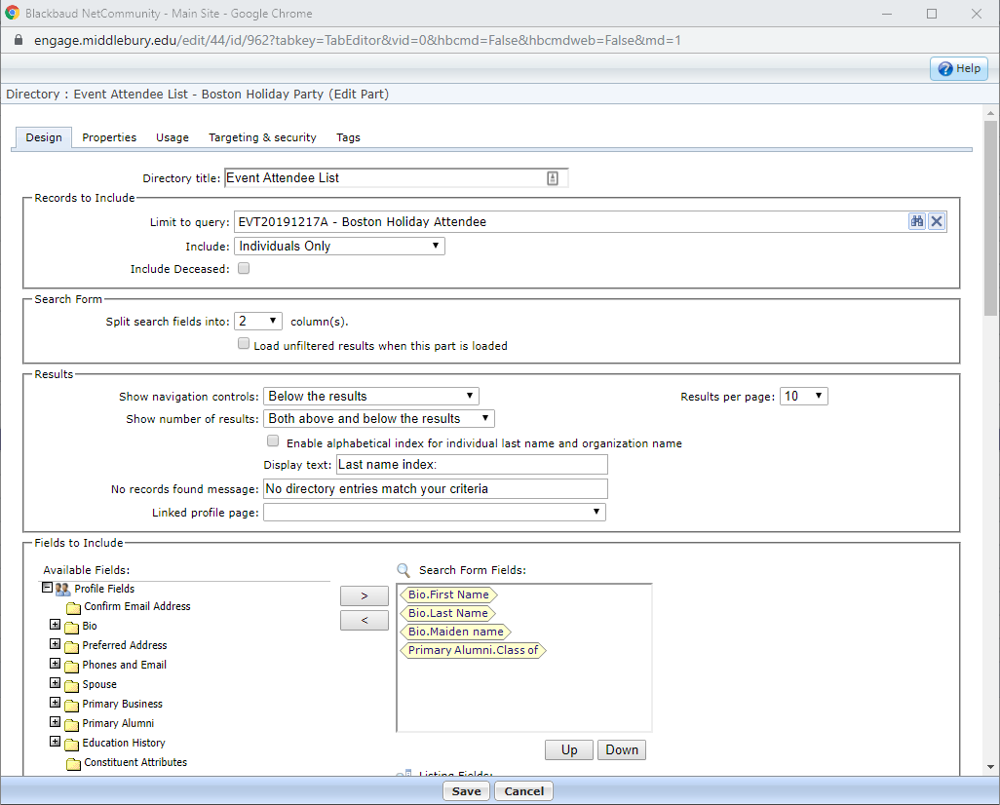 Blackbaud NetCommunity - Main Site - Google Chrome
engage.middlebury.edu/edit/44/id/962?tabkey=TabEditor&vid=0&hbcmd=False&hbcmdweb=False&md=1
Help
Directory : Event Attendee List - Boston Holiday Party (Edit Part)
Design Properties Usage Targeting & security Tags
Directory title: Event Attendee List
Records to Include
Limit to query: EVT20191217A - Boston Holiday Attendee
Include: Individuals Only
Include Deceased:
Search Form
Split search fields into: 2 column(s).
Load unfiltered results when this part is loaded
Results
Show navigation controls: Below the results Results per page: 10
Show number of results: Both above and below the results
Enable alphabetical index for individual last name and organization name
Display text: Last name index:
No records found message: No directory entries match your criteria
Linked profile page:
Fields to Include
Available Fields:
Profile Fields
Confirm Email Address
Bio
Preferred Address
Phones and Email
Spouse
Primary Business
Primary Alumni
Education History
Constituent Attributes
>
<
Search Form Fields:
Bio.First Name
Bio.Last Name
Bio.Maiden name
Primary Alumni.Class of
Up Down
Listing Fields:
Save Cancel